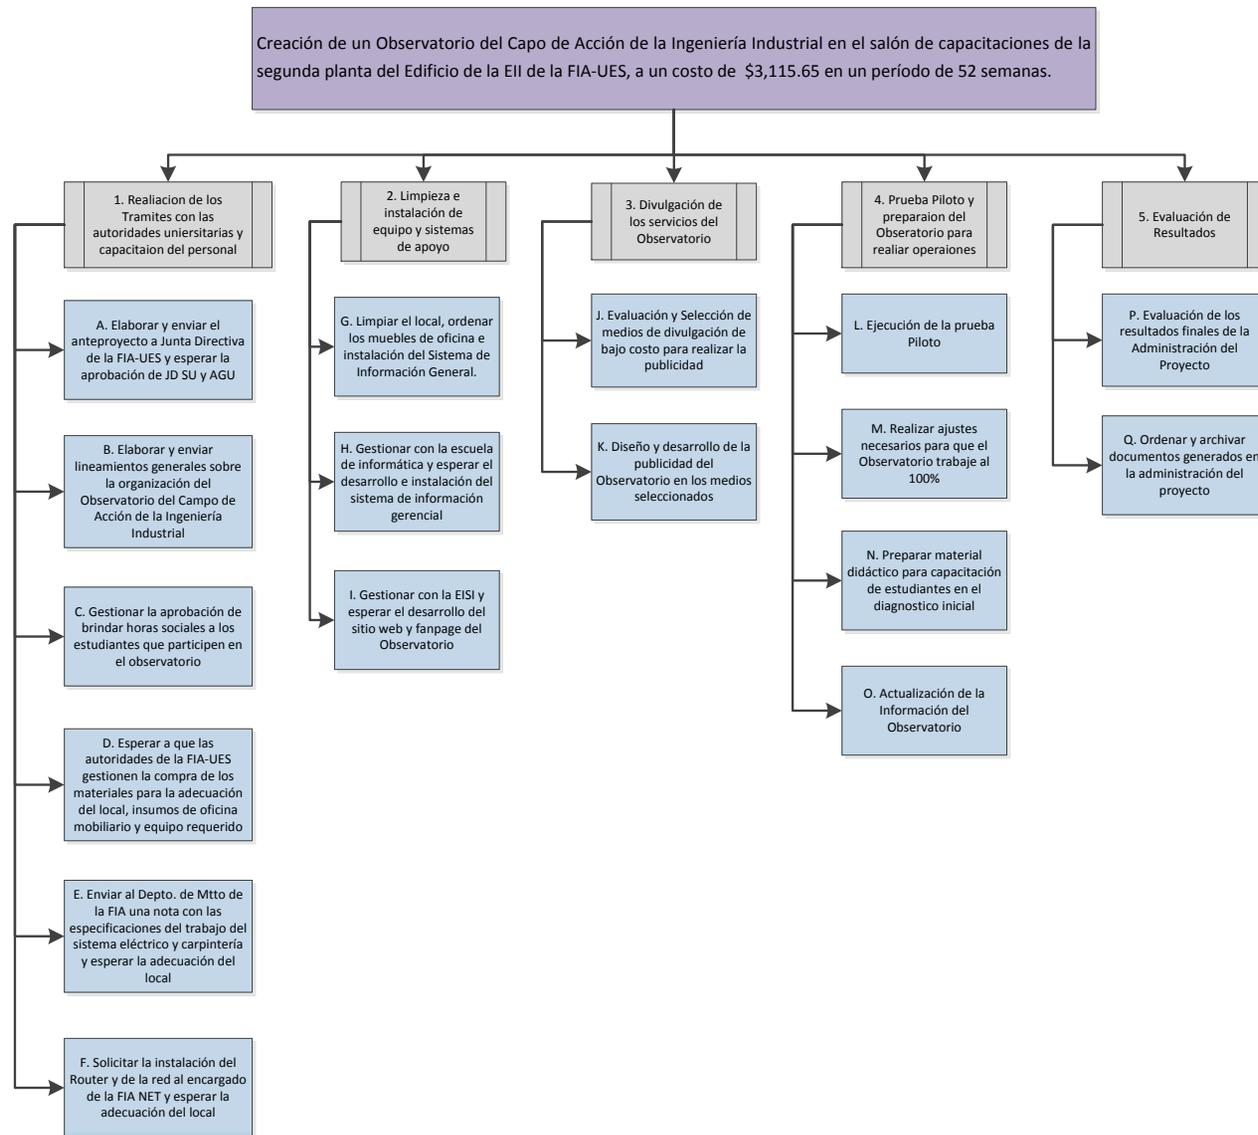 Creación de un Observatorio del Capo de Acción de la Ingeniería Industrial en el salón de capacitaciones de la
segunda planta del Edificio de la EII de la FIA-UES, a un costo de $3,115.65 en un período de 52 semanas.
1. Realiacion de los
Tramites con las
autoridades uniersitarias y
capacitaion del personal
A. Elaborar y enviar el
anteproyecto a Junta Directiva
de la FIA-UES y esperar la
aprobación de JD SU y AGU
B. Elaborar y enviar
lineamientos generales sobre
la organización del
Observatorio del Campo de
Acción de la Ingeniería
Industrial
C. Gestionar la aprobación de
brindar horas sociales a los
estudiantes que participen en
el observatorio
D. Esperar a que las
autoridades de la FIA-UES
gestionen la compra de los
materiales para la adecuación
del local, insumos de oficina
mobiliario y equipo requerido
E. Enviar al Depto. de Mtto de
la FIA una nota con las
especificaciones del trabajo del
sistema eléctrico y carpintería
y esperar la adecuación del
local
F. Solicitar la instalación del
Router y de la red al encargado
de la FIA NET y esperar la
adecuación del local
2. Limpieza e
instalación de
equipo y sistemas
de apoyo
G. Limpiar el local, ordenar
los muebles de oficina e
instalación del Sistema de
Información General.
H. Gestionar con la escuela
de informática y esperar el
desarrollo e instalación del
sistema de información
gerencial
I. Gestionar con la EISI y
esperar el desarrollo del
sitio web y fanpage del
Observatorio
3. Divulgación de
los servicios del
Observatorio
J. Evaluación y Selección de
medios de divulgación de
bajo costo para realizar la
publicidad
K. Diseño y desarrollo de la
publicidad del
Observatorio en los medios
seleccionados
4. Prueba Piloto y
preparaion del
Obseratorio para
realiar operaiones
L. Ejecución de la prueba
Piloto
M. Realizar ajustes
necesarios para que el
Observatorio trabaje al
100%
N. Preparar material
didáctico para capacitación
de estudiantes en el
diagnostico inicial
O. Actualización de la
Información del
Observatorio
5. Evaluación de
Resultados
P. Evaluación de los
resultados finales de la
Administración del
Proyecto
Q. Ordenar y archivar
documentos generados en
la administración del
proyecto